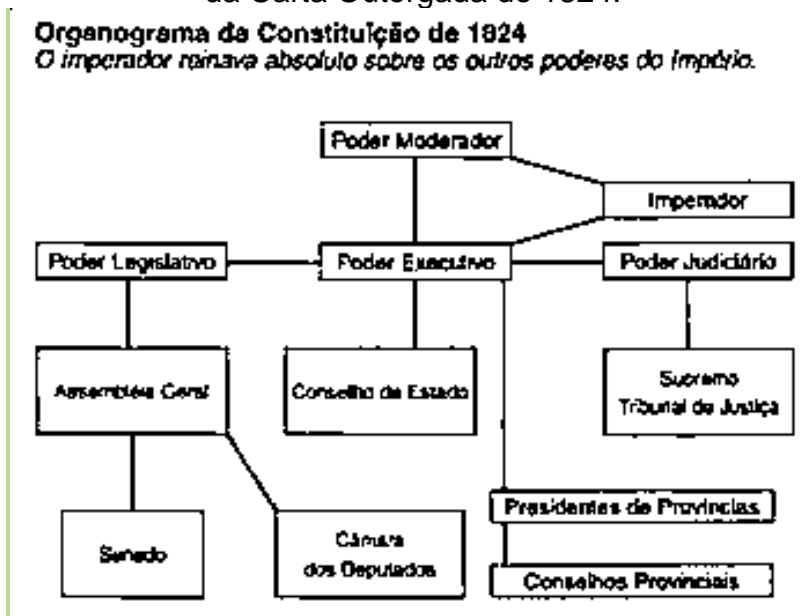 da Carta Outorgada de 1824.
Organograma da Constituição de 1824
O imperador reinava absoluto sobre os outros poderes do Império.
Poder Moderador
Imperador
Poder Legislativo
Poder Executivo
Poder Judiciário
Assembléia Geral
Conselho de Estado
Supremo
Tribunal de Justiça
Presidentes de Províncias
Senado
Câmara
dos Deputados
Conselhos Provinciais